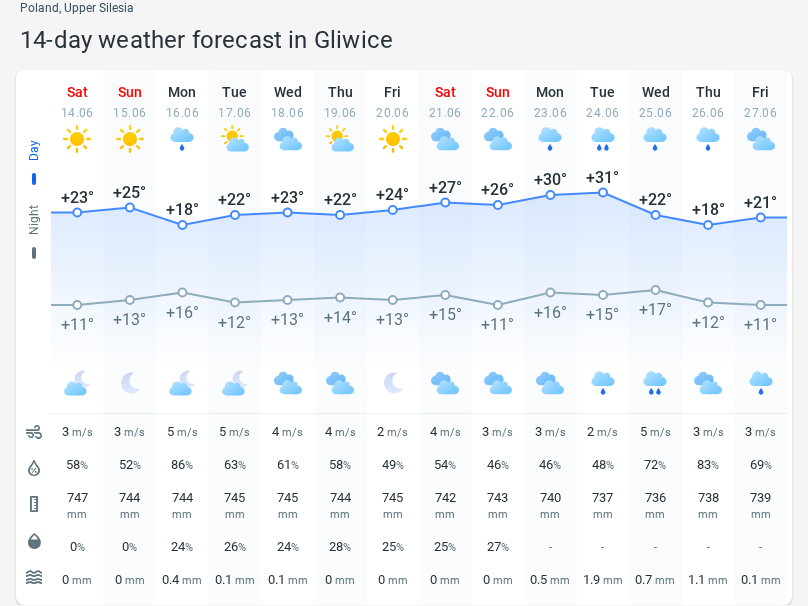 Poland, Upper Silesia
14-day weather forecast in Gliwice
Sat Sun Mon Tue Wed Thu Fri Sat Sun Mon Tue Wed Thu Fri
14.06 15.06 16.06 17.06 18.06 19.06 20.06 21.06 22.06 23.06 24.06 25.06 26.06 27.06
Day
+23° +25° +18° +22° +23° +22° +24° +27° +26° +30° +31° +22° +18° +21°
Night
+11° +13° +16° +12° +13° +14° +13° +15° +11° +16° +15° +17° +12° +11°
3 m/s 3 m/s 5 m/s 5 m/s 4 m/s 4 m/s 2 m/s 4 m/s 3 m/s 3 m/s 2 m/s 5 m/s 3 m/s 3 m/s
58% 52% 86% 63% 61% 58% 49% 54% 46% 46% 48% 72% 83% 69%
747 744 744 745 745 744 745 742 743 740 737 736 738 739
mm mm mm mm mm mm mm mm mm mm mm mm mm mm
0% 0% 24% 26% 24% 28% 25% 25% 27% - - - - -
0 mm 0 mm 0.4 mm 0.1 mm 0.1 mm 0 mm 0 mm 0 mm 0 mm 0.5 mm 1.9 mm 0.7 mm 1.1 mm 0.1 mm